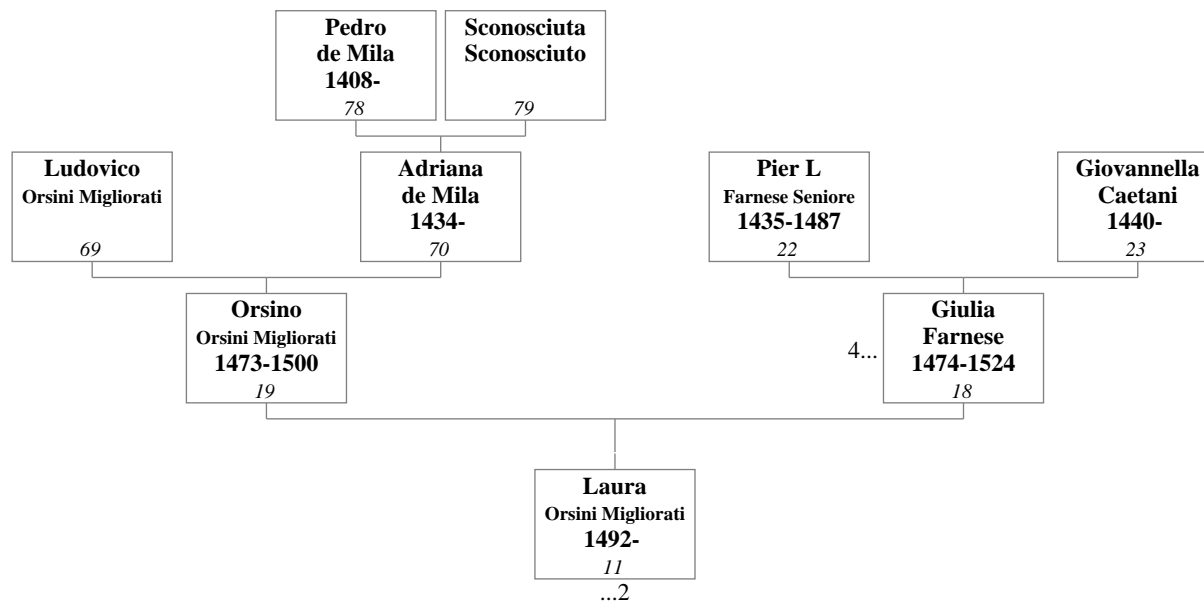 Pedro
de Mila
1408-
78
Sconosciuta
Sconosciuto
79
Ludovico
Orsini Migliorati
69
Adriana
de Mila
1434-
70
Pier L
Farnese Seniore
1435-1487
22
Giovannella
Caetani
1440-
23
Orsino
Orsini Migliorati
1473-1500
19
4...
Giulia
Farnese
1474-1524
18
Laura
Orsini Migliorati
1492-
11
...2